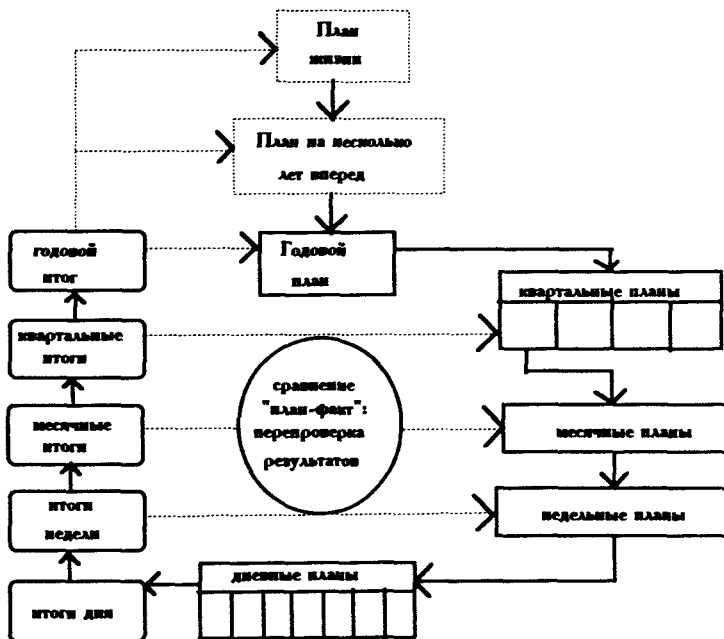 План
жизни
План на несколько
лет вперед
годовой
итог
Годовой
план
квартальные планы
квартальные
итоги
сравнение
"план-факт":
перепроверка
результатов
месячные
итоги
месячные планы
итоги
недели
недельные планы
дневные планы
итоги дня